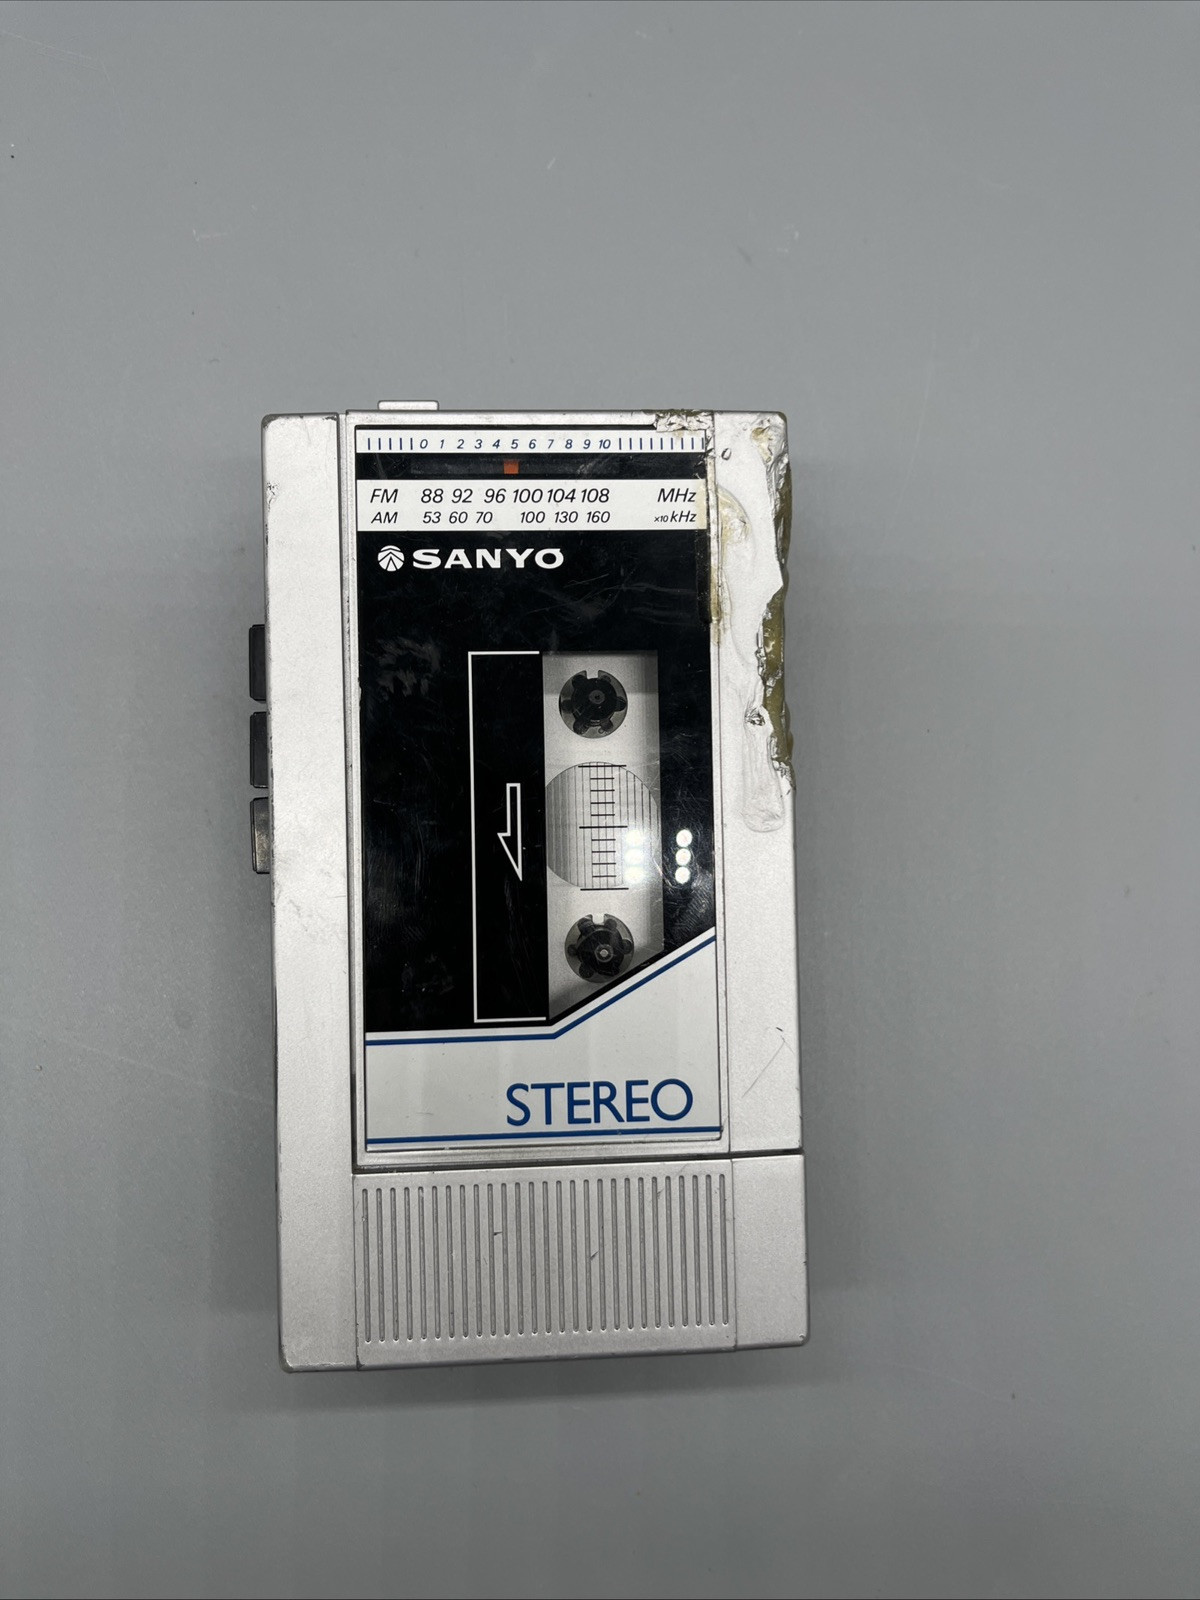 0 1 2 3 4 5 6 7 8 9 10
FM 88 92 96 100 104 108 MHz
AM 53 60 70 100 130 160 ×10 kHz
SANYO
STEREO